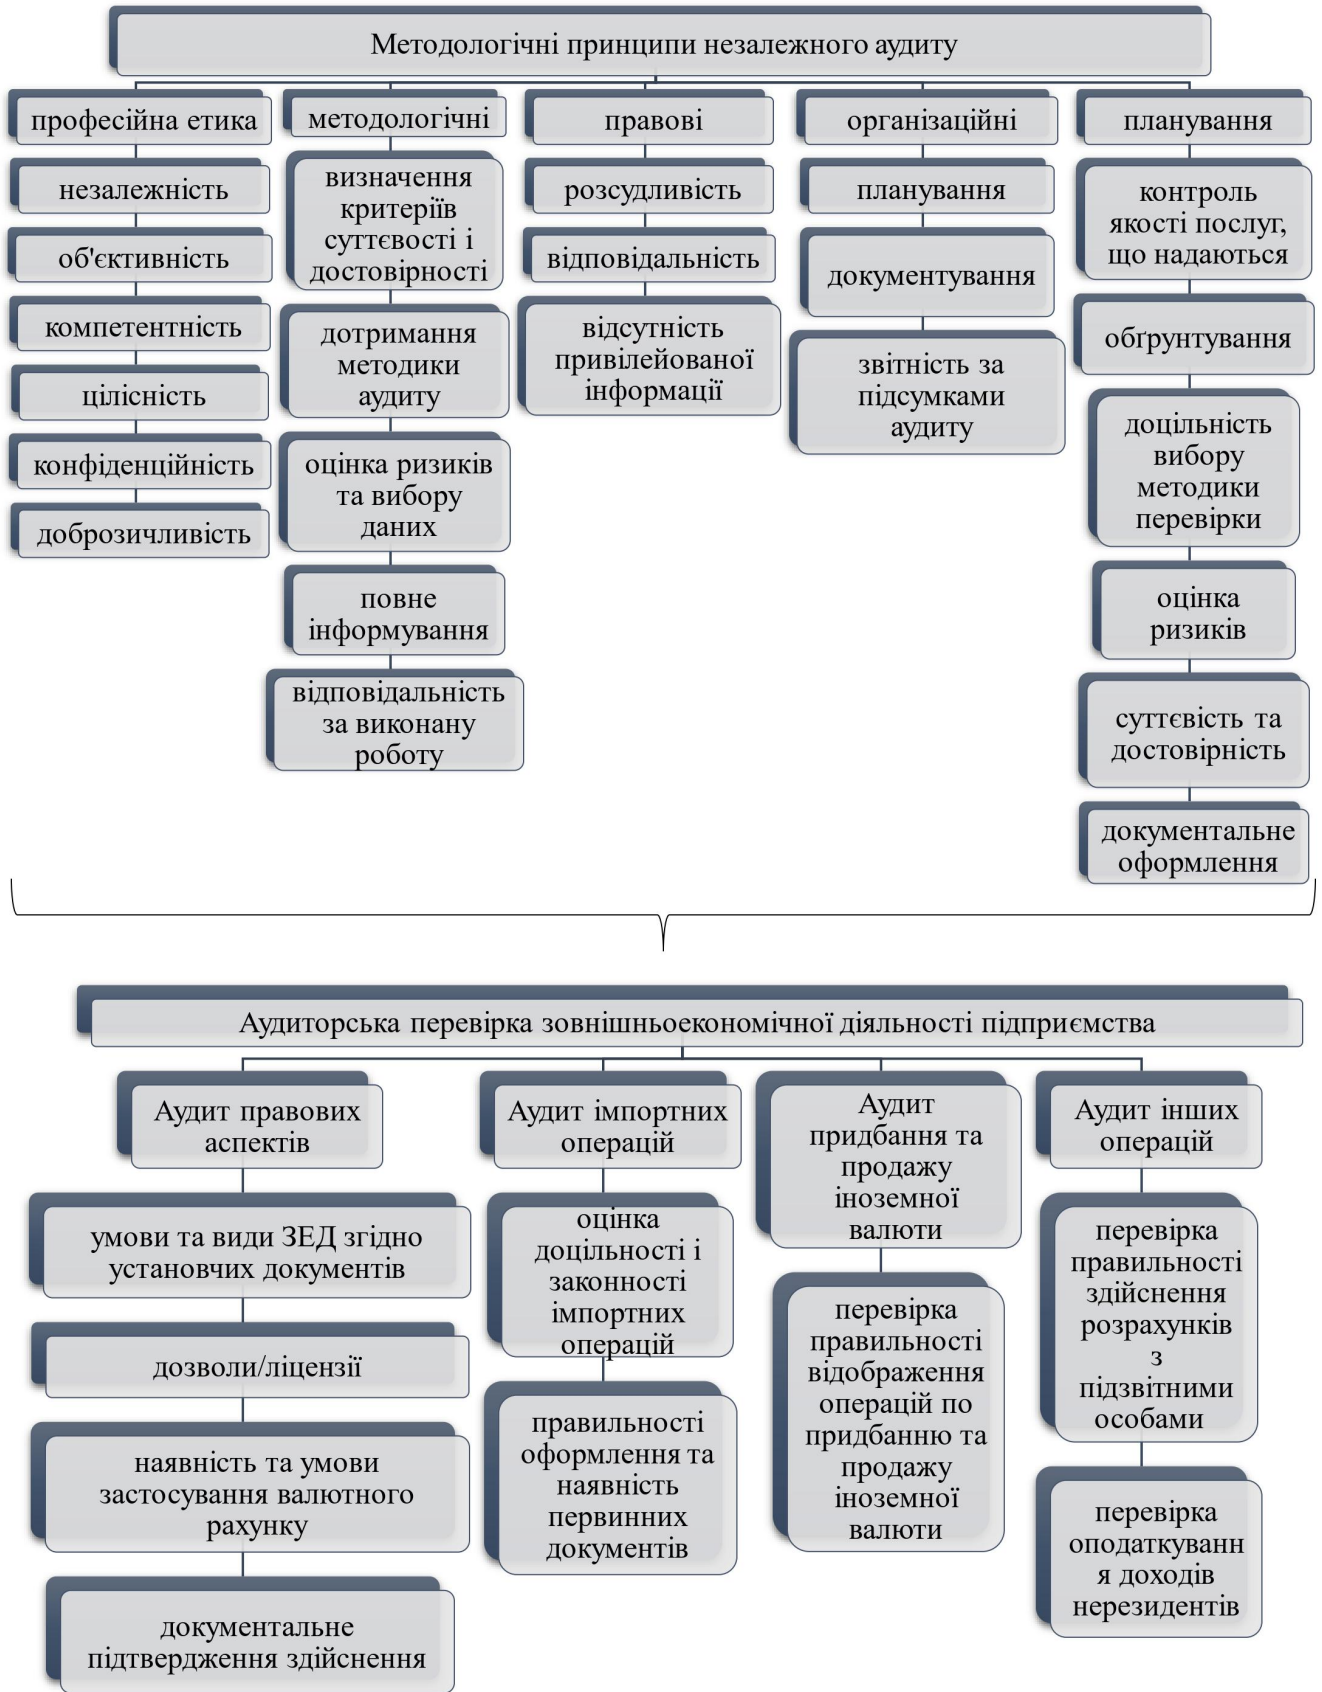 Методологічні принципи незалежного аудиту
професійна етика
незалежність
об'єктивність
компетентність
цілісність
конфіденційність
доброзичливість
методологічні
визначення
критеріїв
суттєвості і
достовірності
дотримання
методики
аудиту
оцінка ризиків
та вибору
даних
повне
інформування
відповідальність
за виконану
роботу
правові
розсудливість
відповідальність
відсутність
привілейованої
інформації
організаційні
планування
документування
звітність за
підсумками
аудиту
планування
контроль
якості послуг,
що надаються
обґрунтування
доцільність
вибору
методики
перевірки
оцінка
ризиків
суттєвість та
достовірність
документальне
оформлення
Аудиторська перевірка зовнішньоекономічної діяльності підприємства
Аудит правових
аспектів
умови та види ЗЕД згідно
установчих документів
дозволи/ліцензії
наявність та умови
застосування валютного
рахунку
документальне
підтвердження здійснення
Аудит імпортних
операцій
оцінка
доцільності і
законності
імпортних
операцій
правильності
оформлення та
наявність
первинних
документів
Аудит
придбання та
продажу
іноземної
валюти
перевірка
правильності
відображення
операцій по
придбанню та
продажу
іноземної
валюти
Аудит інших
операцій
перевірка
правильності
здійснення
розрахунків
з
підзвітними
особами
перевірка
оподаткуванн
я доходів
нерезидентів